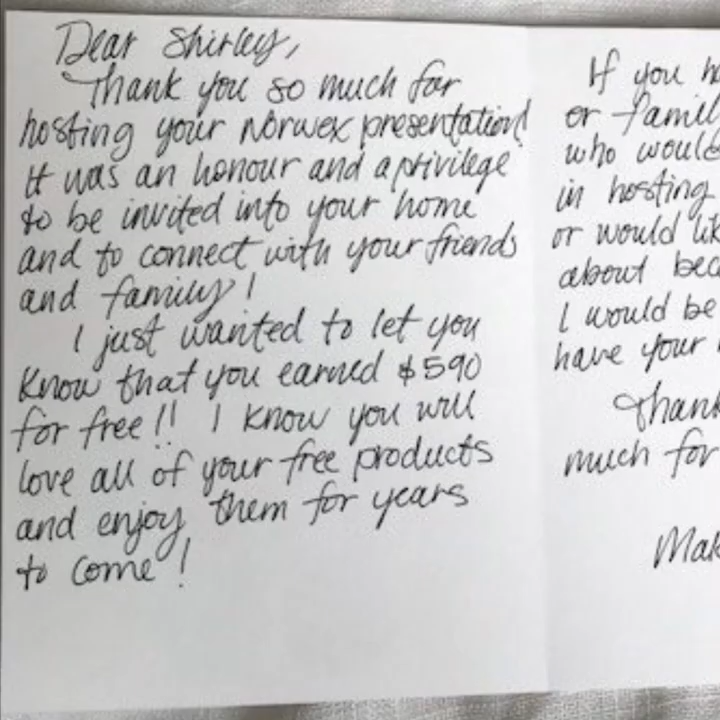 Dear Shirley,
Thank you so much for
hosting your Norwex presentation!
It was an honour and a privilege
to be invited into your home
and to connect with your friends
and family!
I just wanted to let you
know that you earned $590
for free!! I know you will
love all of your free products
and enjoy them for years
to come!
If you
or
who would
in hosting
or would
about
I would be
have your
Thank
much for